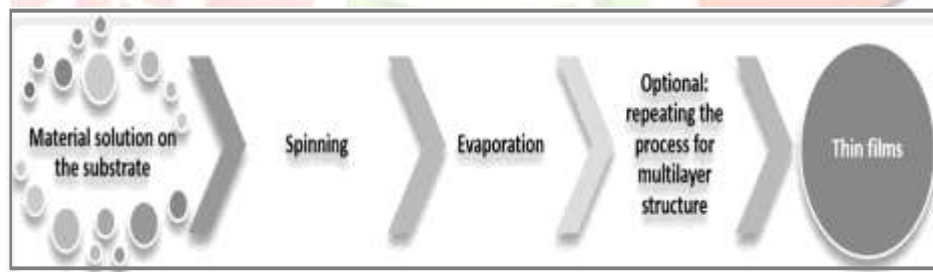 Material solution on
the substrate
Spinning
Evaporation
Optional:
repeating the
process for
multilayer
structure
Thin films